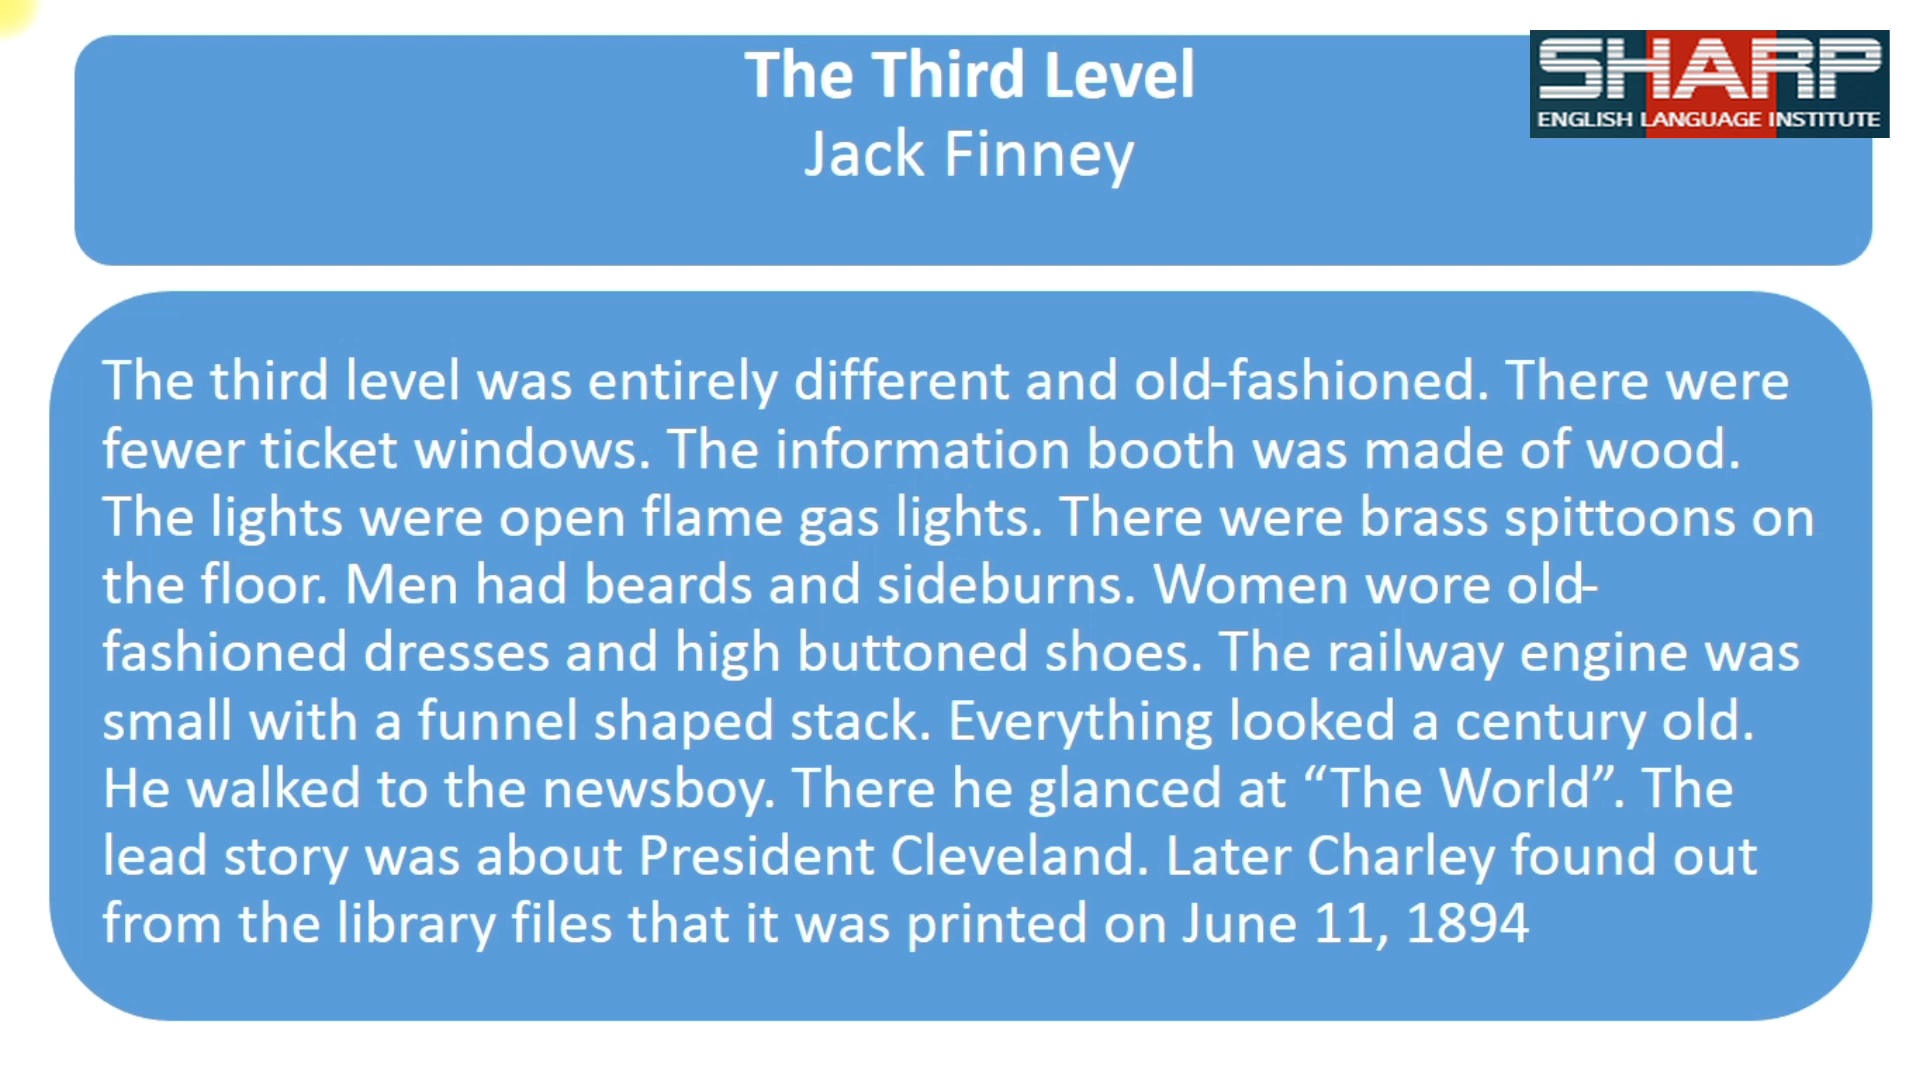 The Third Level
Jack Finney
SHARP
ENGLISH LANGUAGE INSTITUTE
The third level was entirely different and old-fashioned. There were
fewer ticket windows. The information booth was made of wood.
The lights were open flame gas lights. There were brass spittoons on
the floor. Men had beards and sideburns. Women wore old-
fashioned dresses and high buttoned shoes. The railway engine was
small with a funnel shaped stack. Everything looked a century old.
He walked to the newsboy. There he glanced at “The World”. The
lead story was about President Cleveland. Later Charley found out
from the library files that it was printed on June 11, 1894